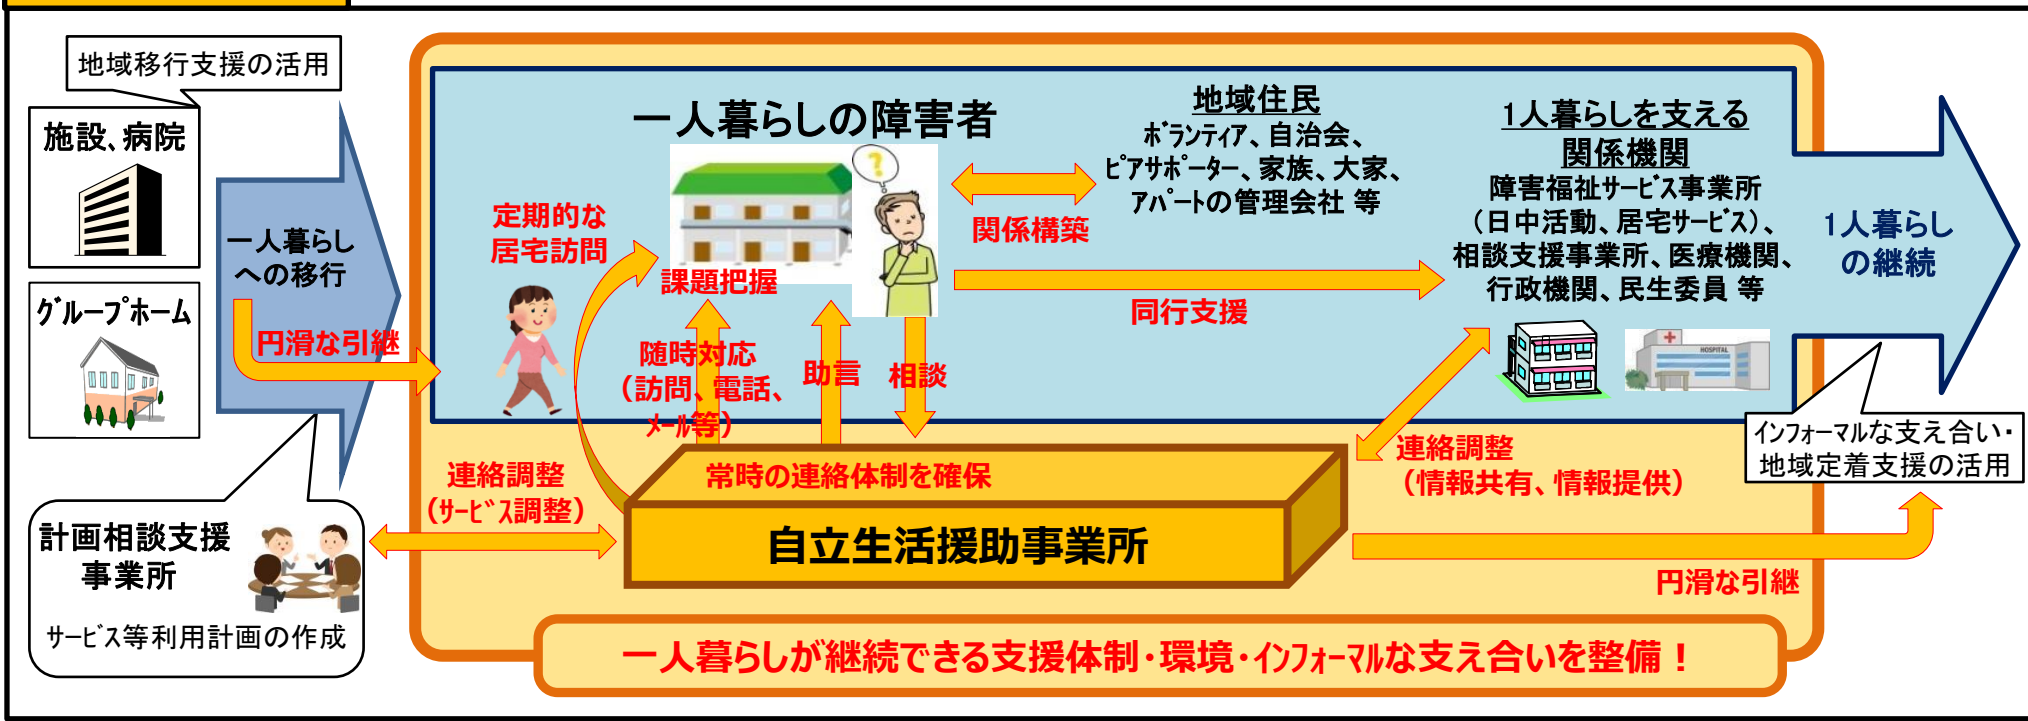 地域移行支援の活用
施設、病院
グループホーム
一人暮らし
への移行
円滑な引継
計画相談支援
事業所
サービス等利用計画の作成
連絡調整
(サービス調整)
一人暮らしの障害者
定期的な
居宅訪問
課題把握
随時対応
(訪問、電話、
メール等)
助言
相談
関係構築
同行支援
地域住民
ボランティア、自治会、
ピアサポーター、家族、大家、
アパートの管理会社 等
1人暮らしを支える
関係機関
障害福祉サービス事業所
(日中活動、居宅サービス)、
相談支援事業所、医療機関、
行政機関、民生委員 等
HOSPITAL
連絡調整
(情報共有、情報提供)
常時の連絡体制を確保
自立生活援助事業所
1人暮らし
の継続
インフォーマルな支え合い・
地域定着支援の活用
円滑な引継
一人暮らしが継続できる支援体制・環境・インフォーマルな支え合いを整備！